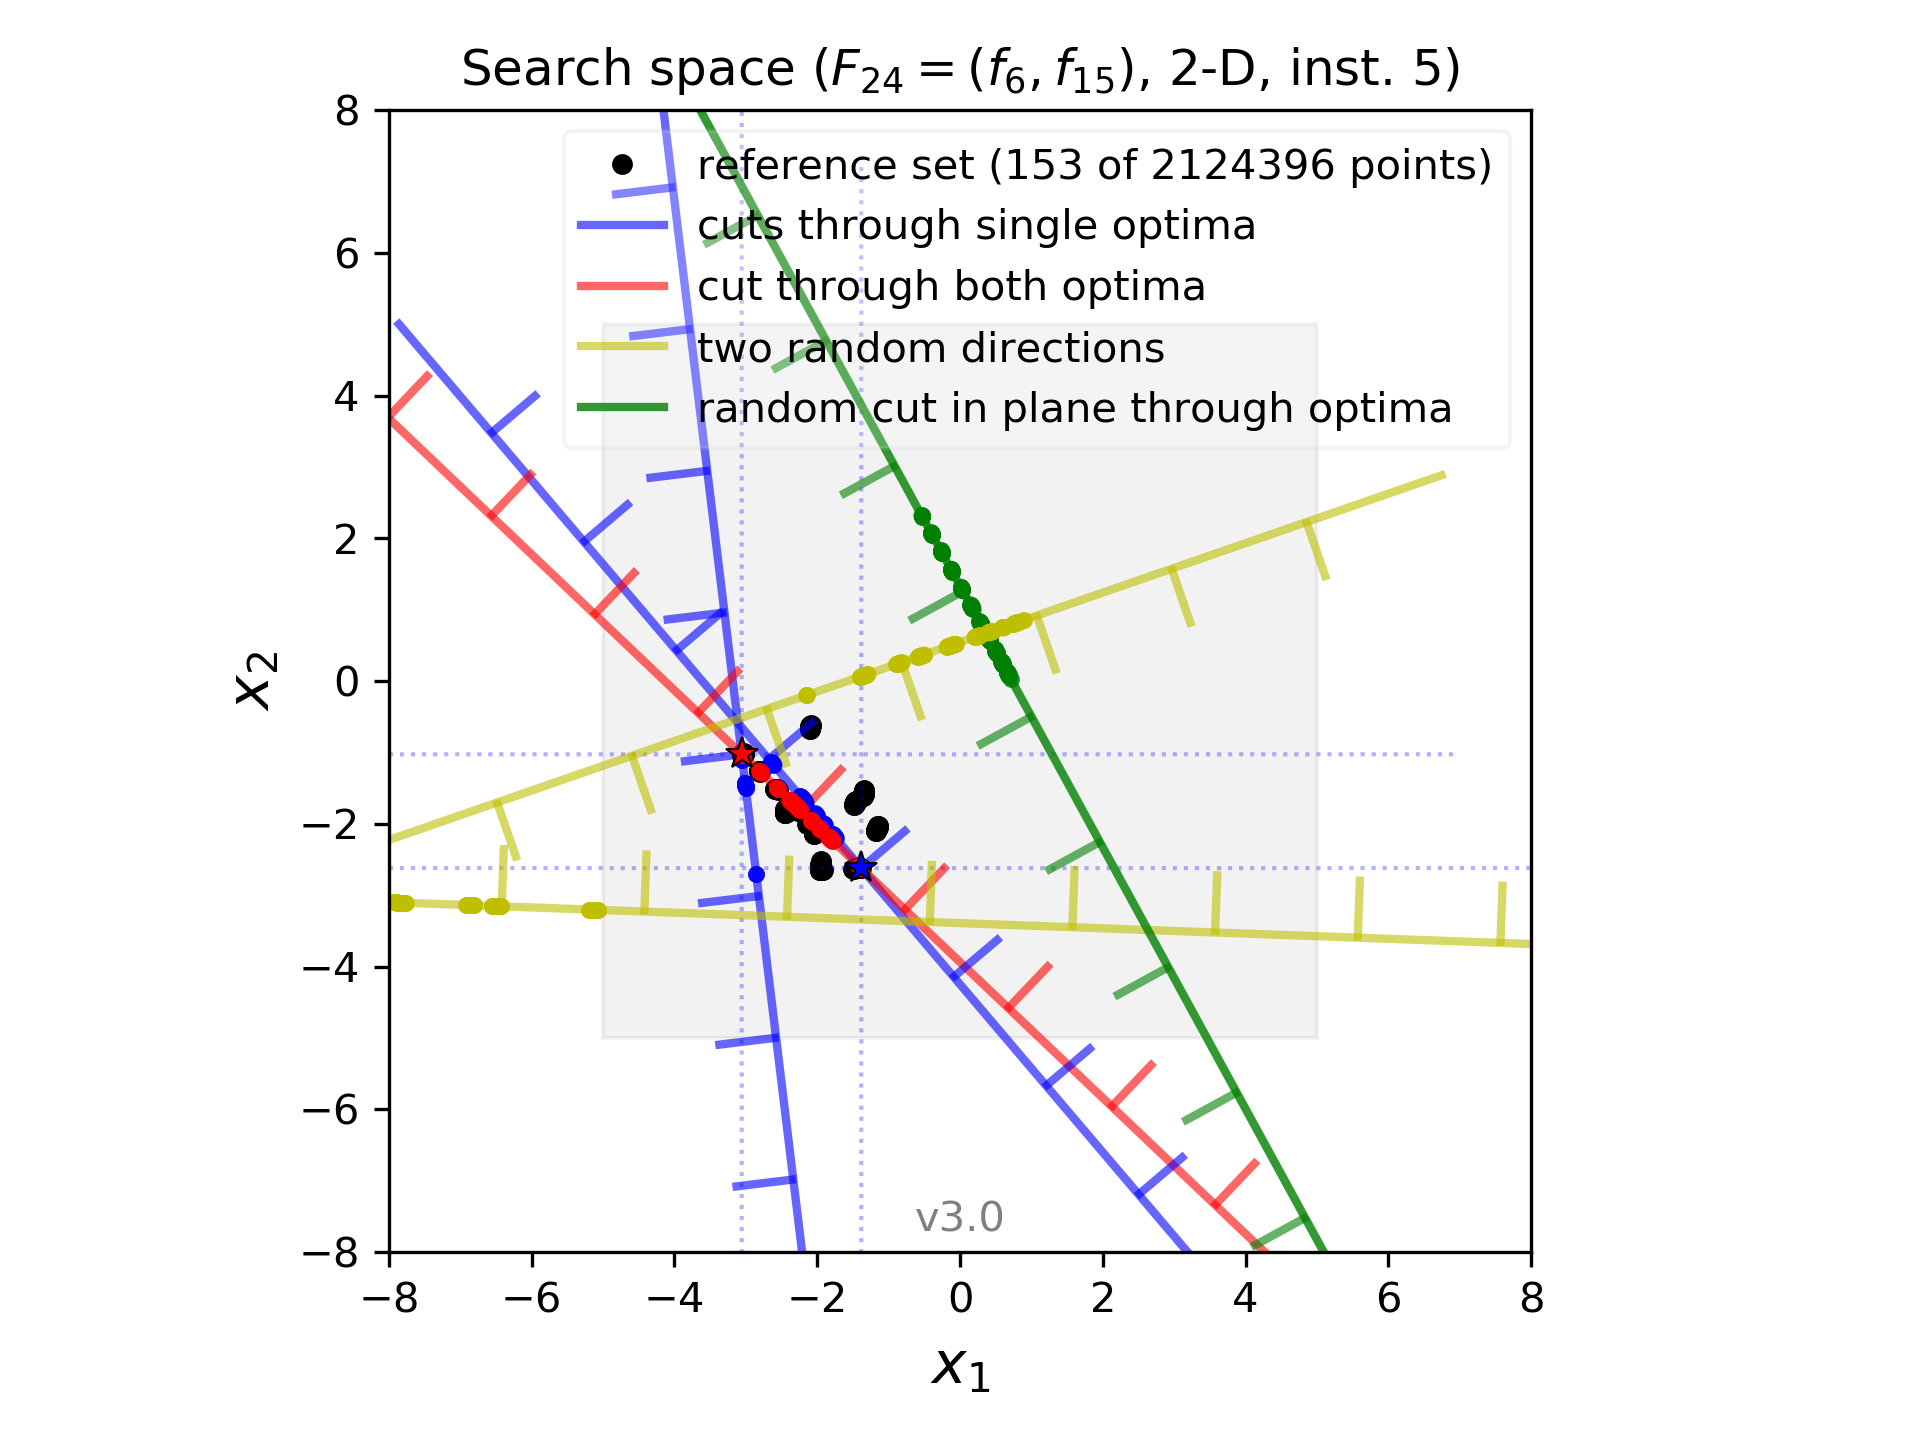 Search space (F24 = (f6, f15), 2-D, inst. 5)
reference set (153 of 2124396 points)
cuts through single optima
cut through both optima
two random directions
random cut in plane through optima
8
6
4
2
0
−2
−4
−6
−8
x2
v3.0
−8 −6 −4 −2 0 2 4 6 8
x1